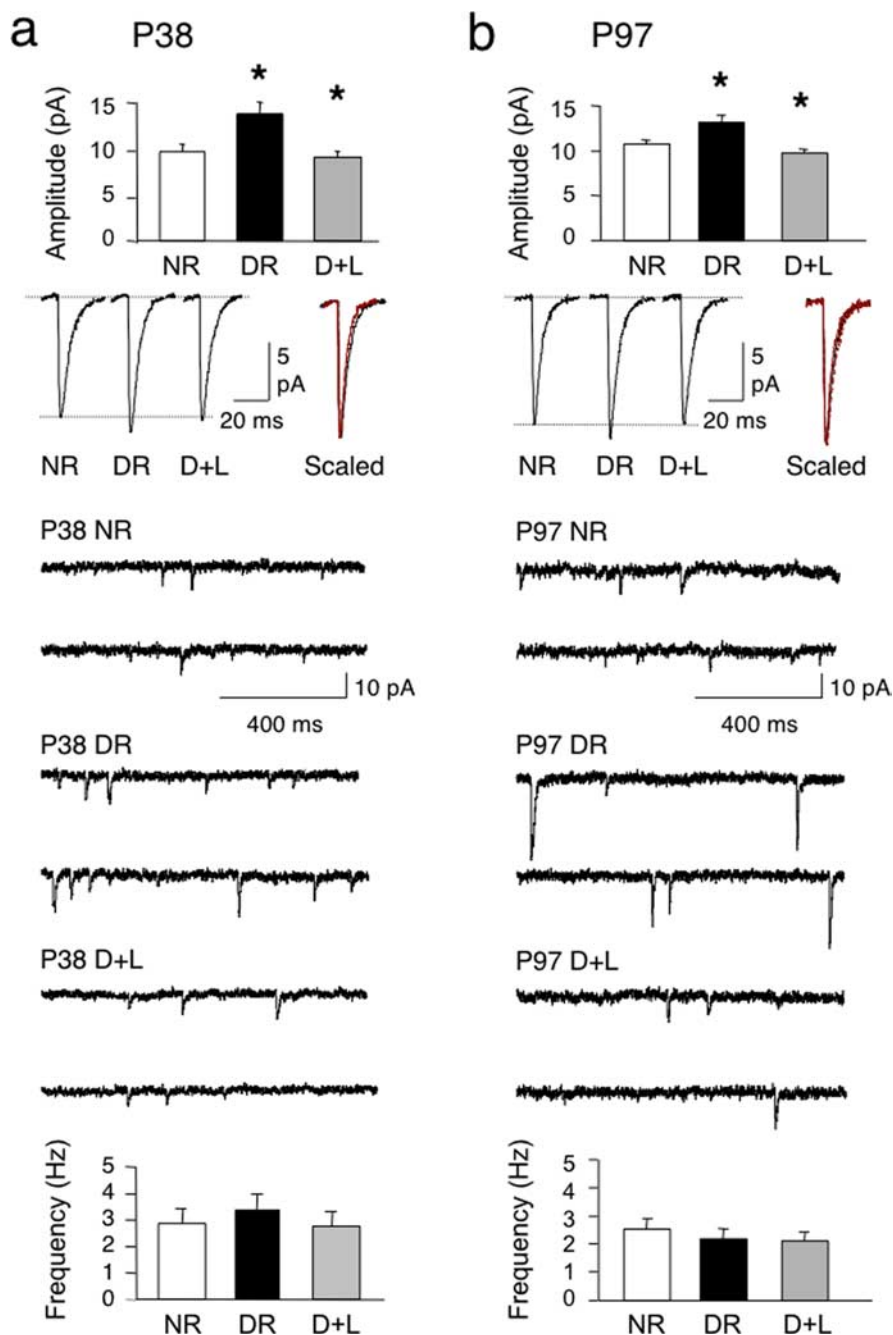 a P38
*
*
Amplitude (pA)
15
10
5
0
NR DR D+L
5
pA
20 ms
NR DR D+L Scaled
P38 NR
10 pA
400 ms
P38 DR
P38 D+L
Frequency (Hz)
5
4
3
2
1
0
NR DR D+L
b P97
*
*
Amplitude (pA)
15
10
5
0
NR DR D+L
5
pA
20 ms
NR DR D+L Scaled
P97 NR
10 pA
400 ms
P97 DR
P97 D+L
Frequency (Hz)
5
4
3
2
1
0
NR DR D+L